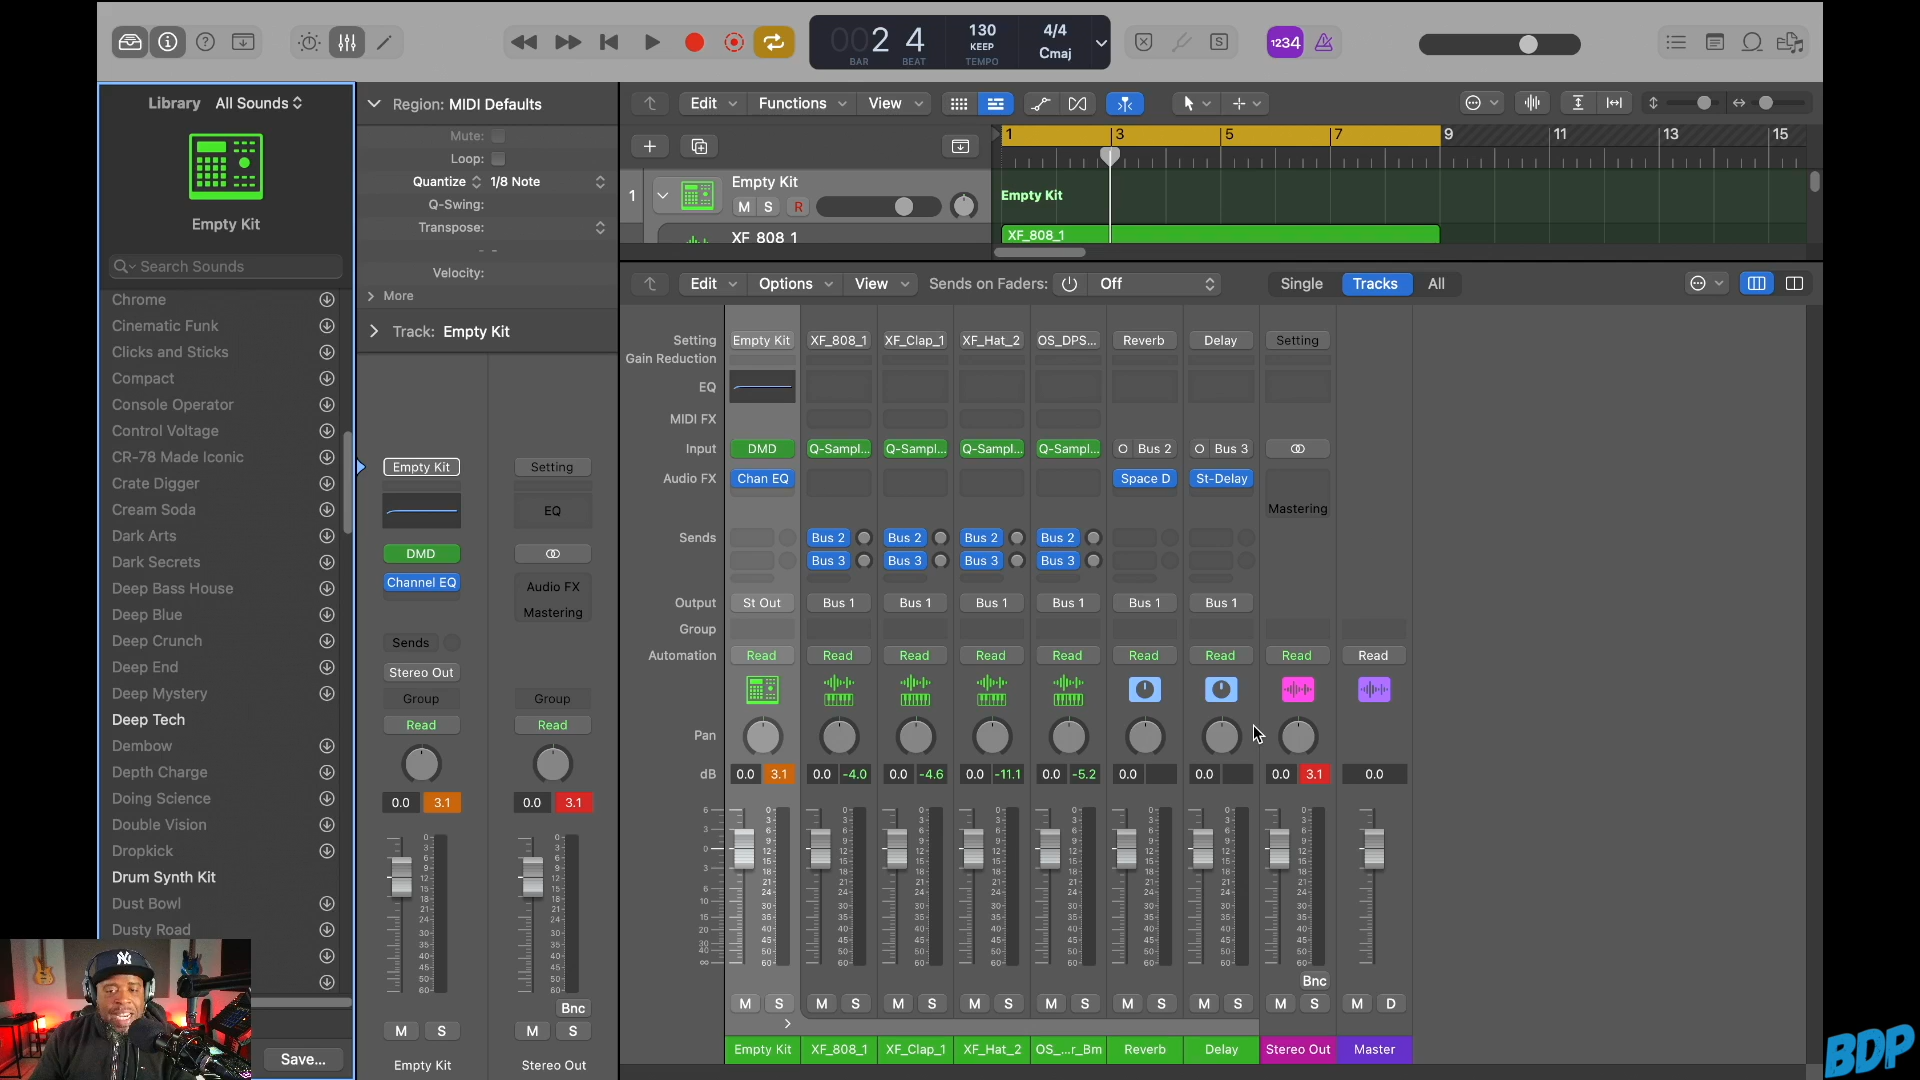 002 4
BAR BEAT
130
KEEP
TEMPO
4/4
Cmaj
1234
Library All Sounds
Empty Kit
Search Sounds
Chrome
Cinematic Funk
Clicks and Sticks
Compact
Console Operator
Control Voltage
CR-78 Made Iconic
Crate Digger
Cream Soda
Dark Arts
Dark Secrets
Deep Bass House
Deep Blue
Deep Crunch
Deep End
Deep Mystery
Deep Tech
Dembow
Depth Charge
Doing Science
Double Vision
Dropkick
Drum Synth Kit
Dust Bowl
Dusty Road
Save...
Region: MIDI Defaults
Mute:
Loop:
Quantize 1/8 Note
Q-Swing:
Transpose:
Velocity:
More
Track: Empty Kit
Empty Kit Setting
EQ
DMD
Channel EQ Audio FX
Mastering
Sends
Stereo Out
Group Group
Read Read
0.0 3.1 0.0 3.1
Bnc
M S M S
Empty Kit Stereo Out
Edit Functions View
1 3 5 7 9 11 13 15
1 Empty Kit
M S R
XF_808_1
Empty Kit
XF_808_1
Edit Options View Sends on Faders: Off Single Tracks All
Setting Empty Kit XF_808_1 XF_Clap_1 XF_Hat_2 OS_DPS... Reverb Delay Setting
Gain Reduction
EQ
MIDI FX
Input DMD Q-Sampl... Q-Sampl... Q-Sampl... Q-Sampl... Bus 2 Bus 3
Audio FX Chan EQ Space D St-Delay
Mastering
Sends Bus 2 Bus 2 Bus 2 Bus 2
Bus 3 Bus 3 Bus 3 Bus 3
Output St Out Bus 1 Bus 1 Bus 1 Bus 1 Bus 1 Bus 1
Group
Automation Read Read Read Read Read Read Read Read Read
Pan
dB 0.0 3.1 0.0 -4.0 0.0 -4.6 0.0 -11.1 0.0 -5.2 0.0 0.0 0.0 3.1 0.0
Bnc
M S M S M S M S M S M S M S M S M D
Empty Kit XF_808_1 XF_Clap_1 XF_Hat_2 OS_...r_Bm Reverb Delay Stereo Out Master
BDP